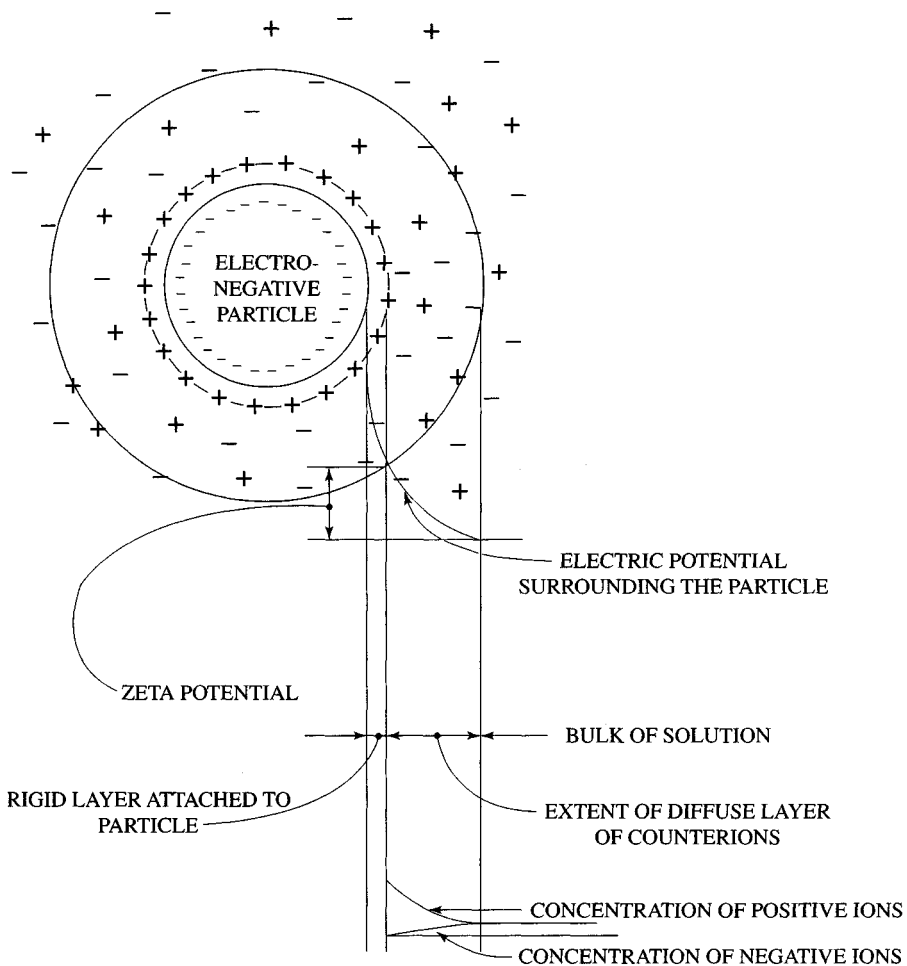 ELECTRO-
NEGATIVE
PARTICLE
ELECTRIC POTENTIAL
SURROUNDING THE PARTICLE
ZETA POTENTIAL
BULK OF SOLUTION
RIGID LAYER ATTACHED TO
PARTICLE
EXTENT OF DIFFUSE LAYER
OF COUNTERIONS
CONCENTRATION OF POSITIVE IONS
CONCENTRATION OF NEGATIVE IONS